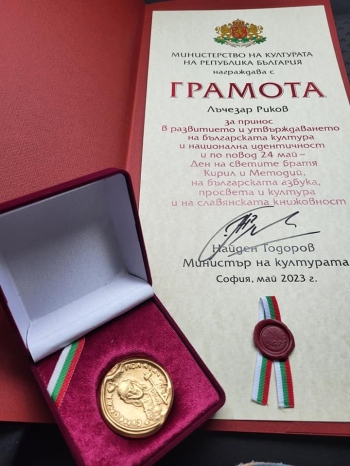 МИНИСТЕРСТВО НА КУЛТУРАТА
НА РЕПУБЛИКА БЪЛГАРИЯ
награждава с
ГРАМОТА
Лъчезар Риков
за принос
в развитието и утвърждаването
на българската култура
и национална идентичност
и по повод 24 май –
Ден на светите братя
Кирил и Методий,
на българската азбука,
просвета и култура
и на славянската книжовност
Найден Тодоров
Министър на културата
София, май 2023 г.